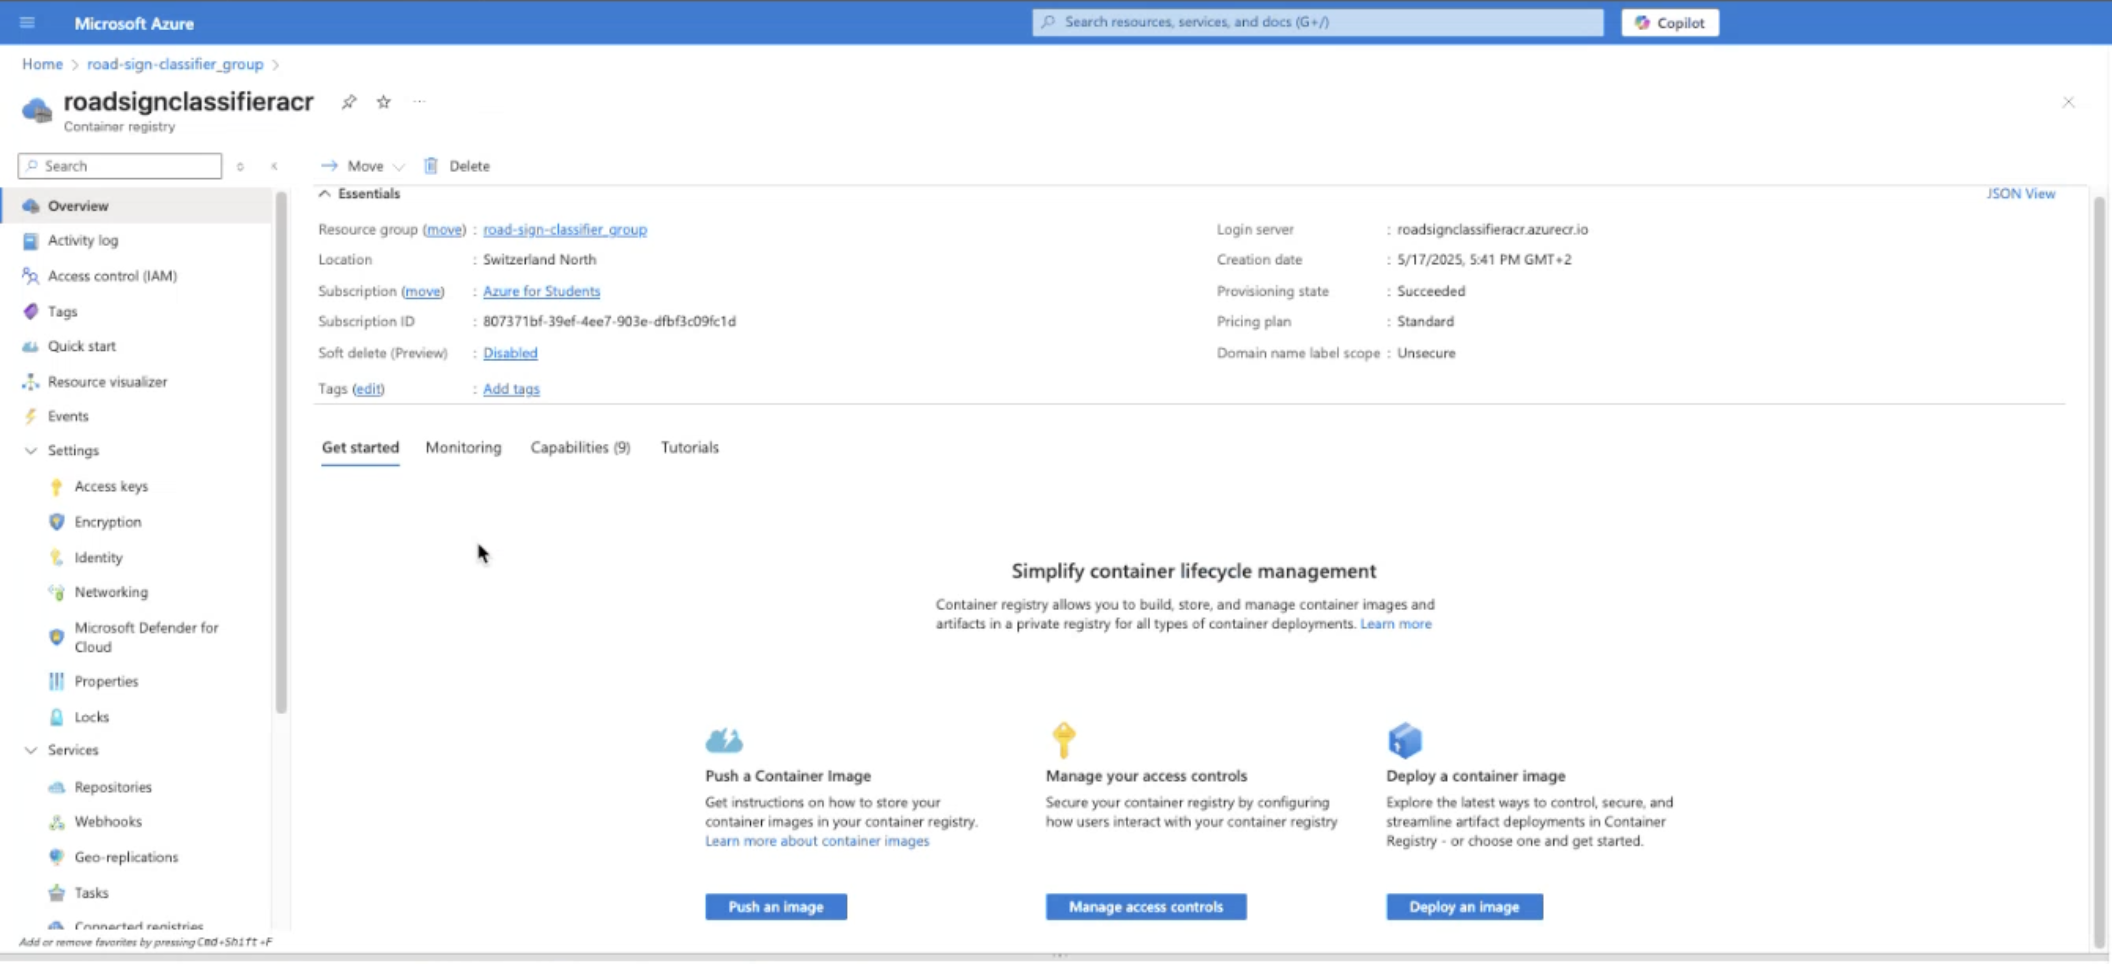 Microsoft Azure
Search resources, services, and docs (G+/)
Copilot
Home > road-sign-classifier_group >
roadsignclassifieracr
Container registry
Search
Move
Delete
Overview
Activity log
Access control (IAM)
Tags
Quick start
Resource visualizer
Events
Settings
Access keys
Encryption
Identity
Networking
Microsoft Defender for
Cloud
Properties
Locks
Services
Repositories
Webhooks
Geo-replications
Tasks
Connected registries
Add or remove favorites by pressing Cmd+Shift+F
Essentials
JSON View
Resource group (move) : road-sign-classifier_group
Location : Switzerland North
Subscription (move) : Azure for Students
Subscription ID : 807371bf-39ef-4ee7-903e-dfbf3c09fc1d
Soft delete (Preview) : Disabled
Tags (edit) : Add tags
Login server : roadsignclassifieracr.azurecr.io
Creation date : 5/17/2025, 5:41 PM GMT+2
Provisioning state : Succeeded
Pricing plan : Standard
Domain name label scope : Unsecure
Get started
Monitoring
Capabilities (9)
Tutorials
Simplify container lifecycle management
Container registry allows you to build, store, and manage container images and
artifacts in a private registry for all types of container deployments. Learn more
Push a Container Image
Get instructions on how to store your
container images in your container registry.
Learn more about container images
Push an image
Manage your access controls
Secure your container registry by configuring
how users interact with your container registry
Manage access controls
Deploy a container image
Explore the latest ways to control, secure, and
streamline artifact deployments in Container
Registry - or choose one and get started.
Deploy an image